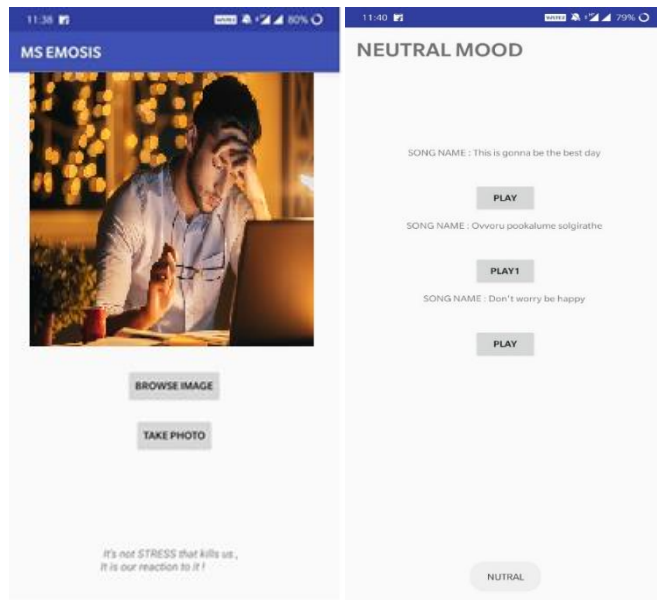 11:38
80%
MS EMOSIS
BROWSE IMAGE
TAKE PHOTO
It's not STRESS that kills us ,
It is our reaction to it !
11:40
79%
NEUTRAL MOOD
SONG NAME : This is gonna be the best day
PLAY
SONG NAME : Ovvoru pookalume solgirathe
PLAY1
SONG NAME : Don't worry be happy
PLAY
NUTRAL